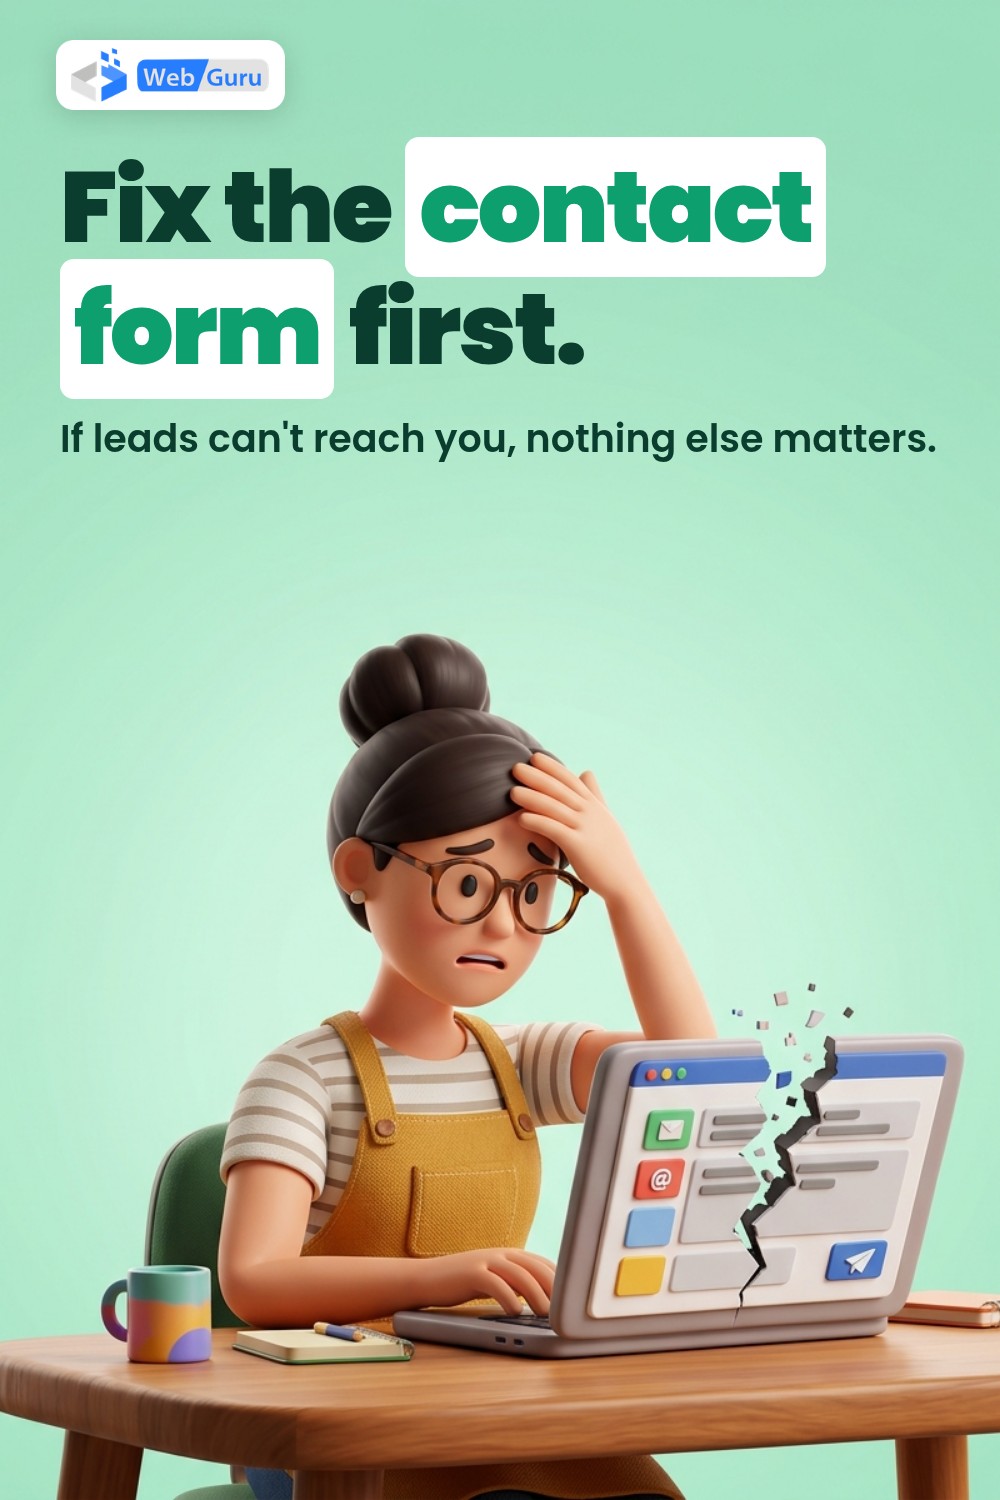 Web Guru
Fix the contact
form first.
If leads can't reach you, nothing else matters.
@